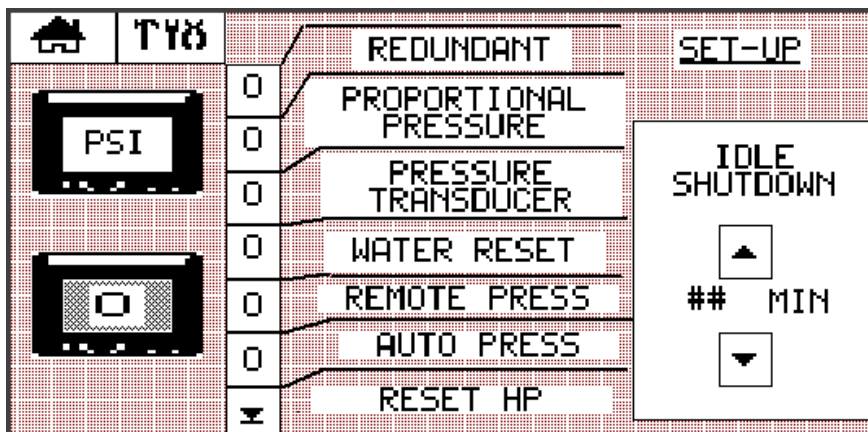 SET-UP
PSI
0
REDUNDANT
0
PROPORTIONAL
PRESSURE
0
PRESSURE
TRANSDUCER
0
WATER RESET
0
REMOTE PRESS
0
AUTO PRESS
RESET HP
IDLE
SHUTDOWN
## MIN